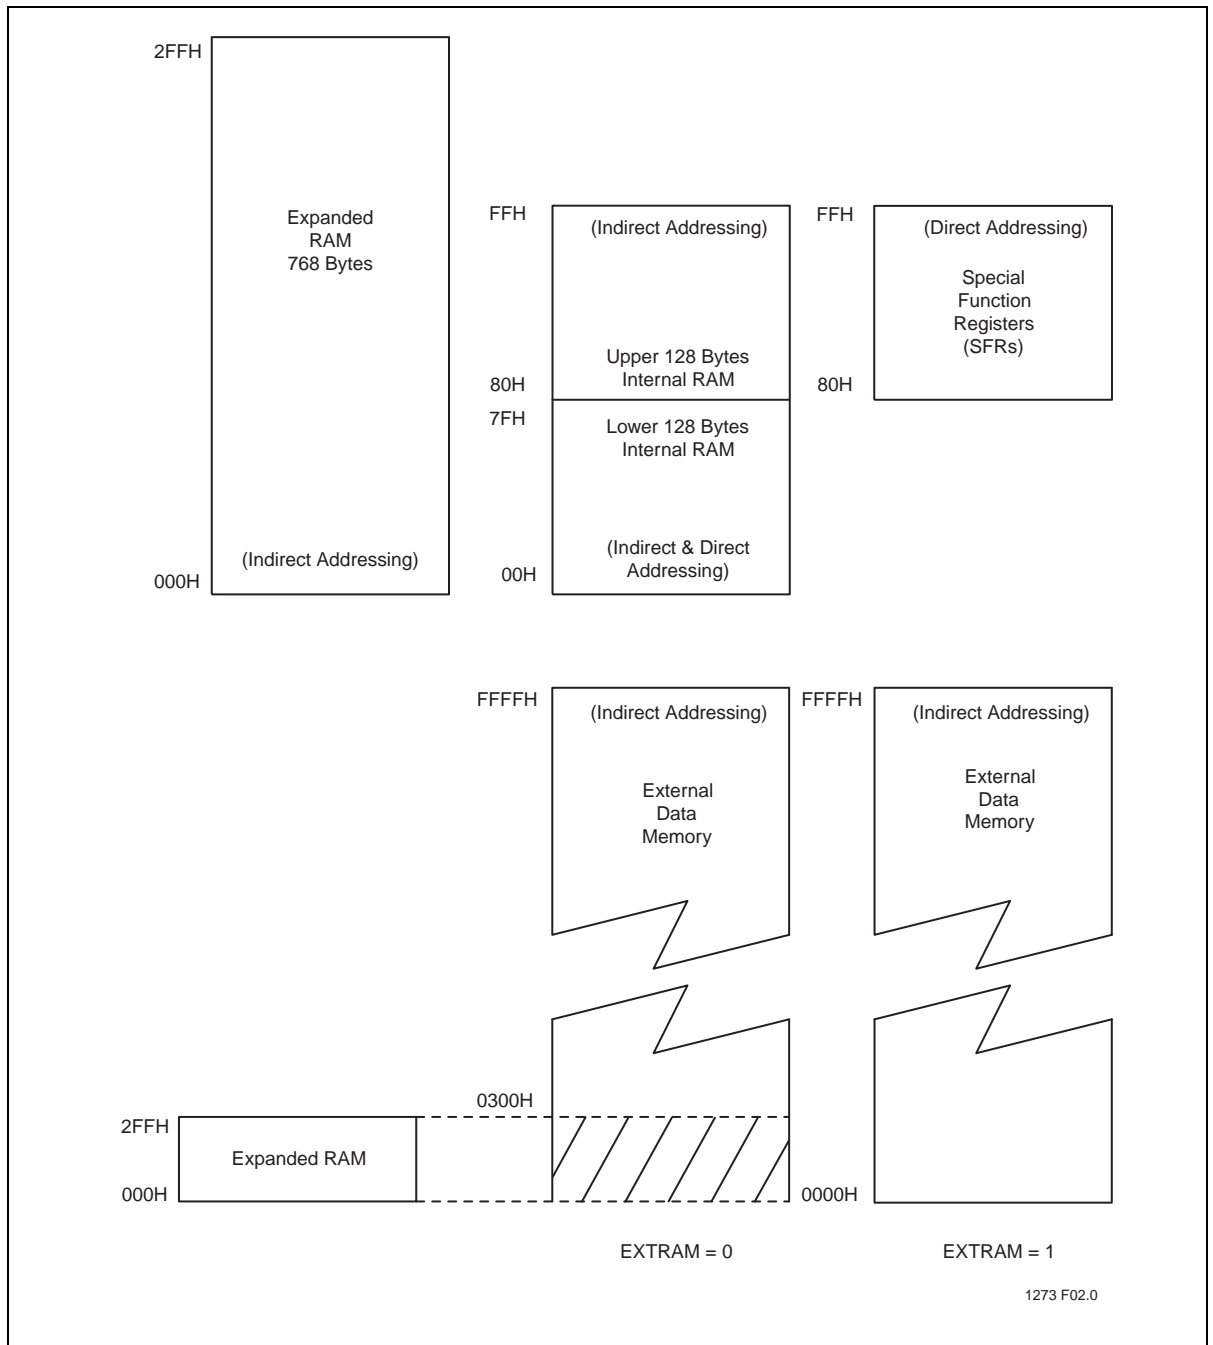 2FFH
Expanded
RAM
768 Bytes
(Indirect Addressing)
000H
FFH
(Indirect Addressing)
Upper 128 Bytes
Internal RAM
80H
7FH
Lower 128 Bytes
Internal RAM
(Indirect & Direct
Addressing)
00H
FFH
(Direct Addressing)
Special
Function
Registers
(SFRs)
80H
FFFFH
(Indirect Addressing)
External
Data
Memory
FFFFH
(Indirect Addressing)
External
Data
Memory
2FFH
Expanded RAM
000H
0300H
0000H
EXTRAM = 0
EXTRAM = 1
1273 F02.0